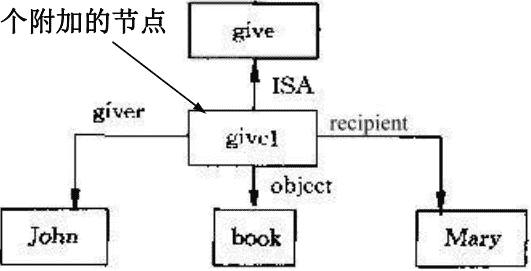 个附加的节点
give
ISA
giver
give1
recipient
object
John
book
Mary